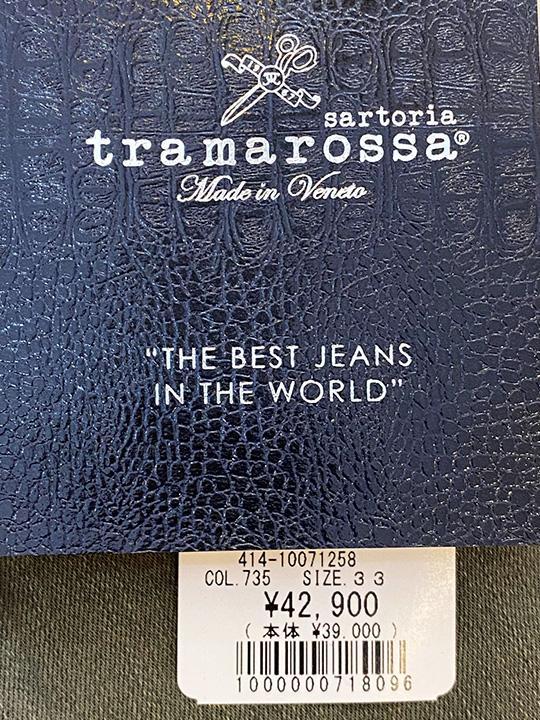 sartoria
tramarossa®
Made in Veneto
"THE BEST JEANS
IN THE WORLD"
414-10071258
COL.735 SIZE.33
¥42,900
( 本体 ¥39.000 )
1000000718096